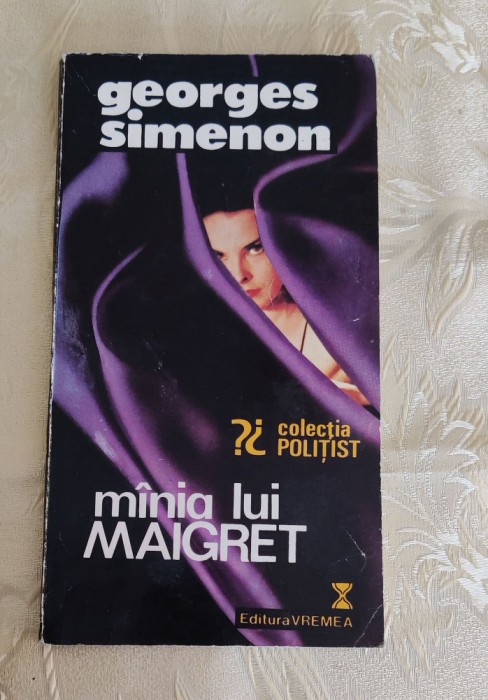 georges
simenon
?¿ colecția
POLIȚIST
mînia lui
MAIGRET
Editura VREMEA